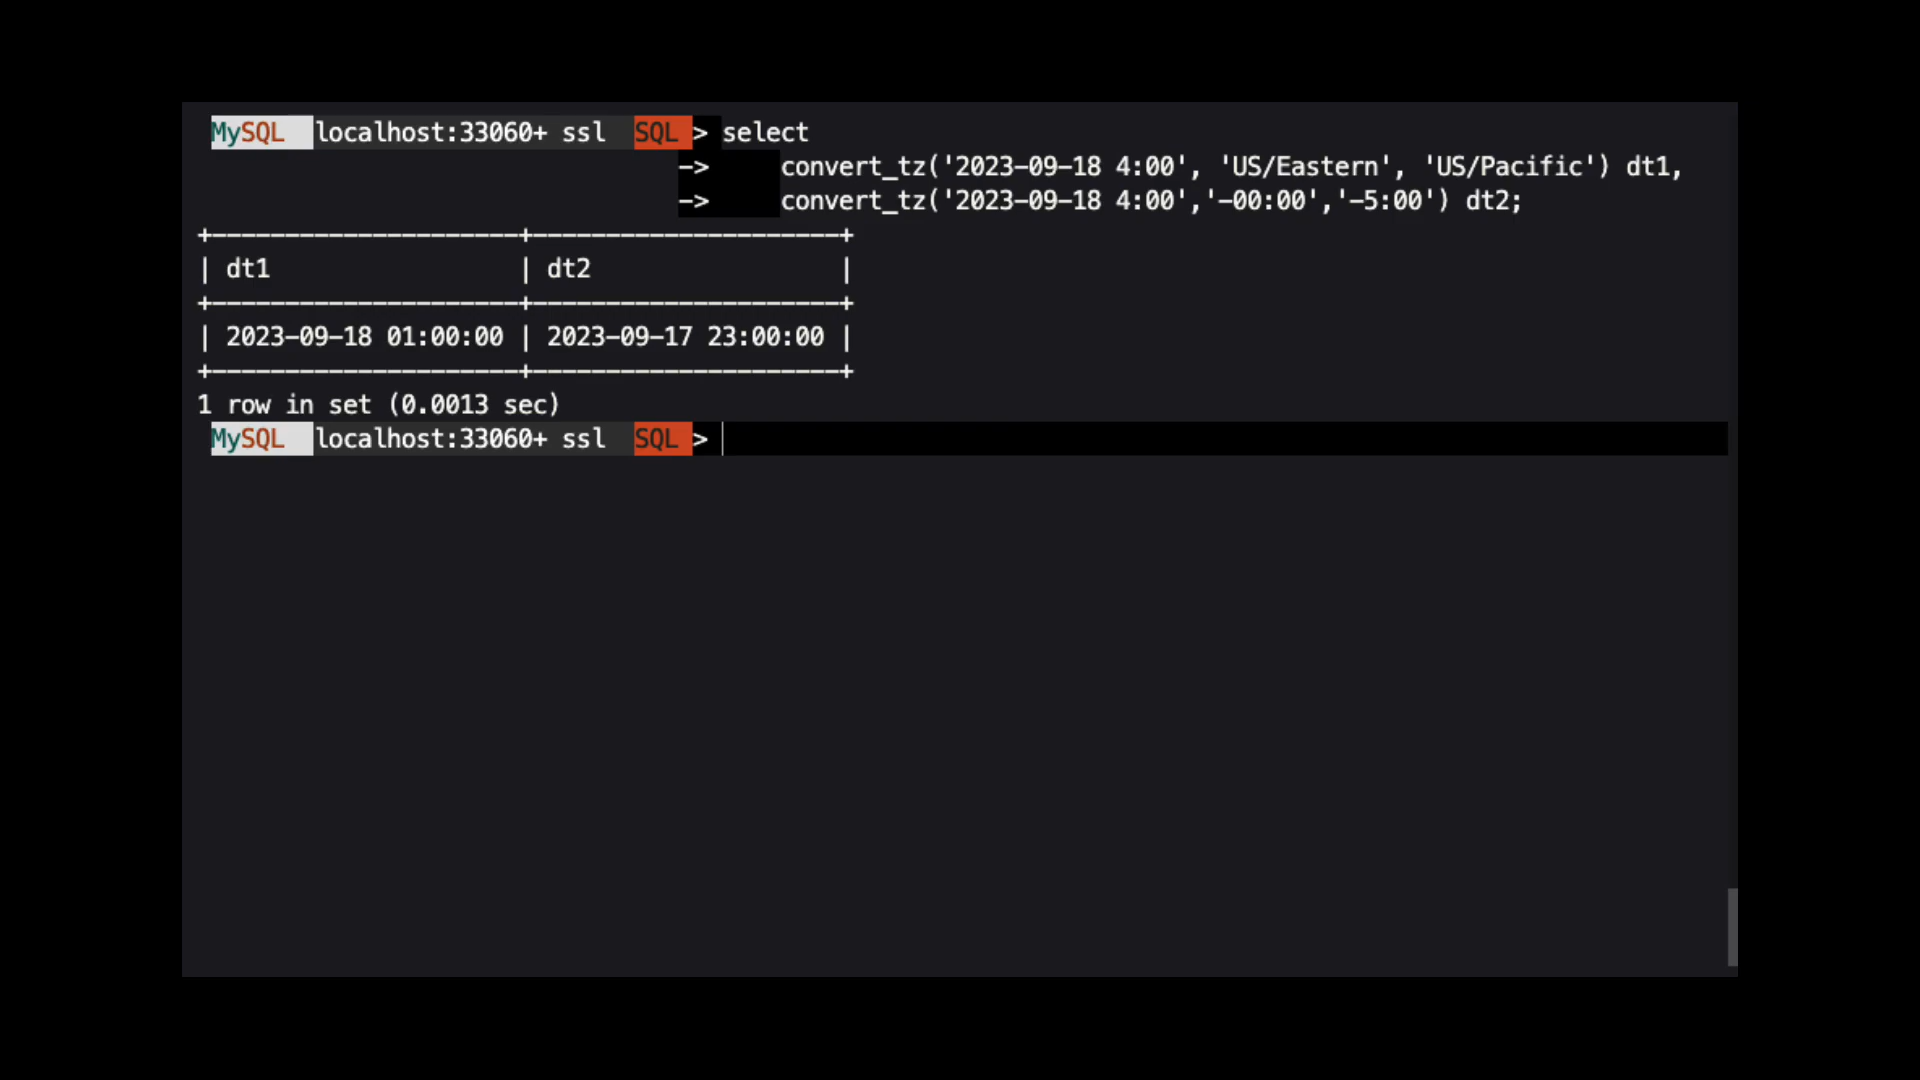 MySQL localhost:33060+ ssl SQL > select
-> convert_tz('2023-09-18 4:00', 'US/Eastern', 'US/Pacific') dt1,
-> convert_tz('2023-09-18 4:00','-00:00','-5:00') dt2;
+---------------------+---------------------+
| dt1                 | dt2                 |
+---------------------+---------------------+
| 2023-09-18 01:00:00 | 2023-09-17 23:00:00 |
+---------------------+---------------------+
1 row in set (0.0013 sec)
MySQL localhost:33060+ ssl SQL >